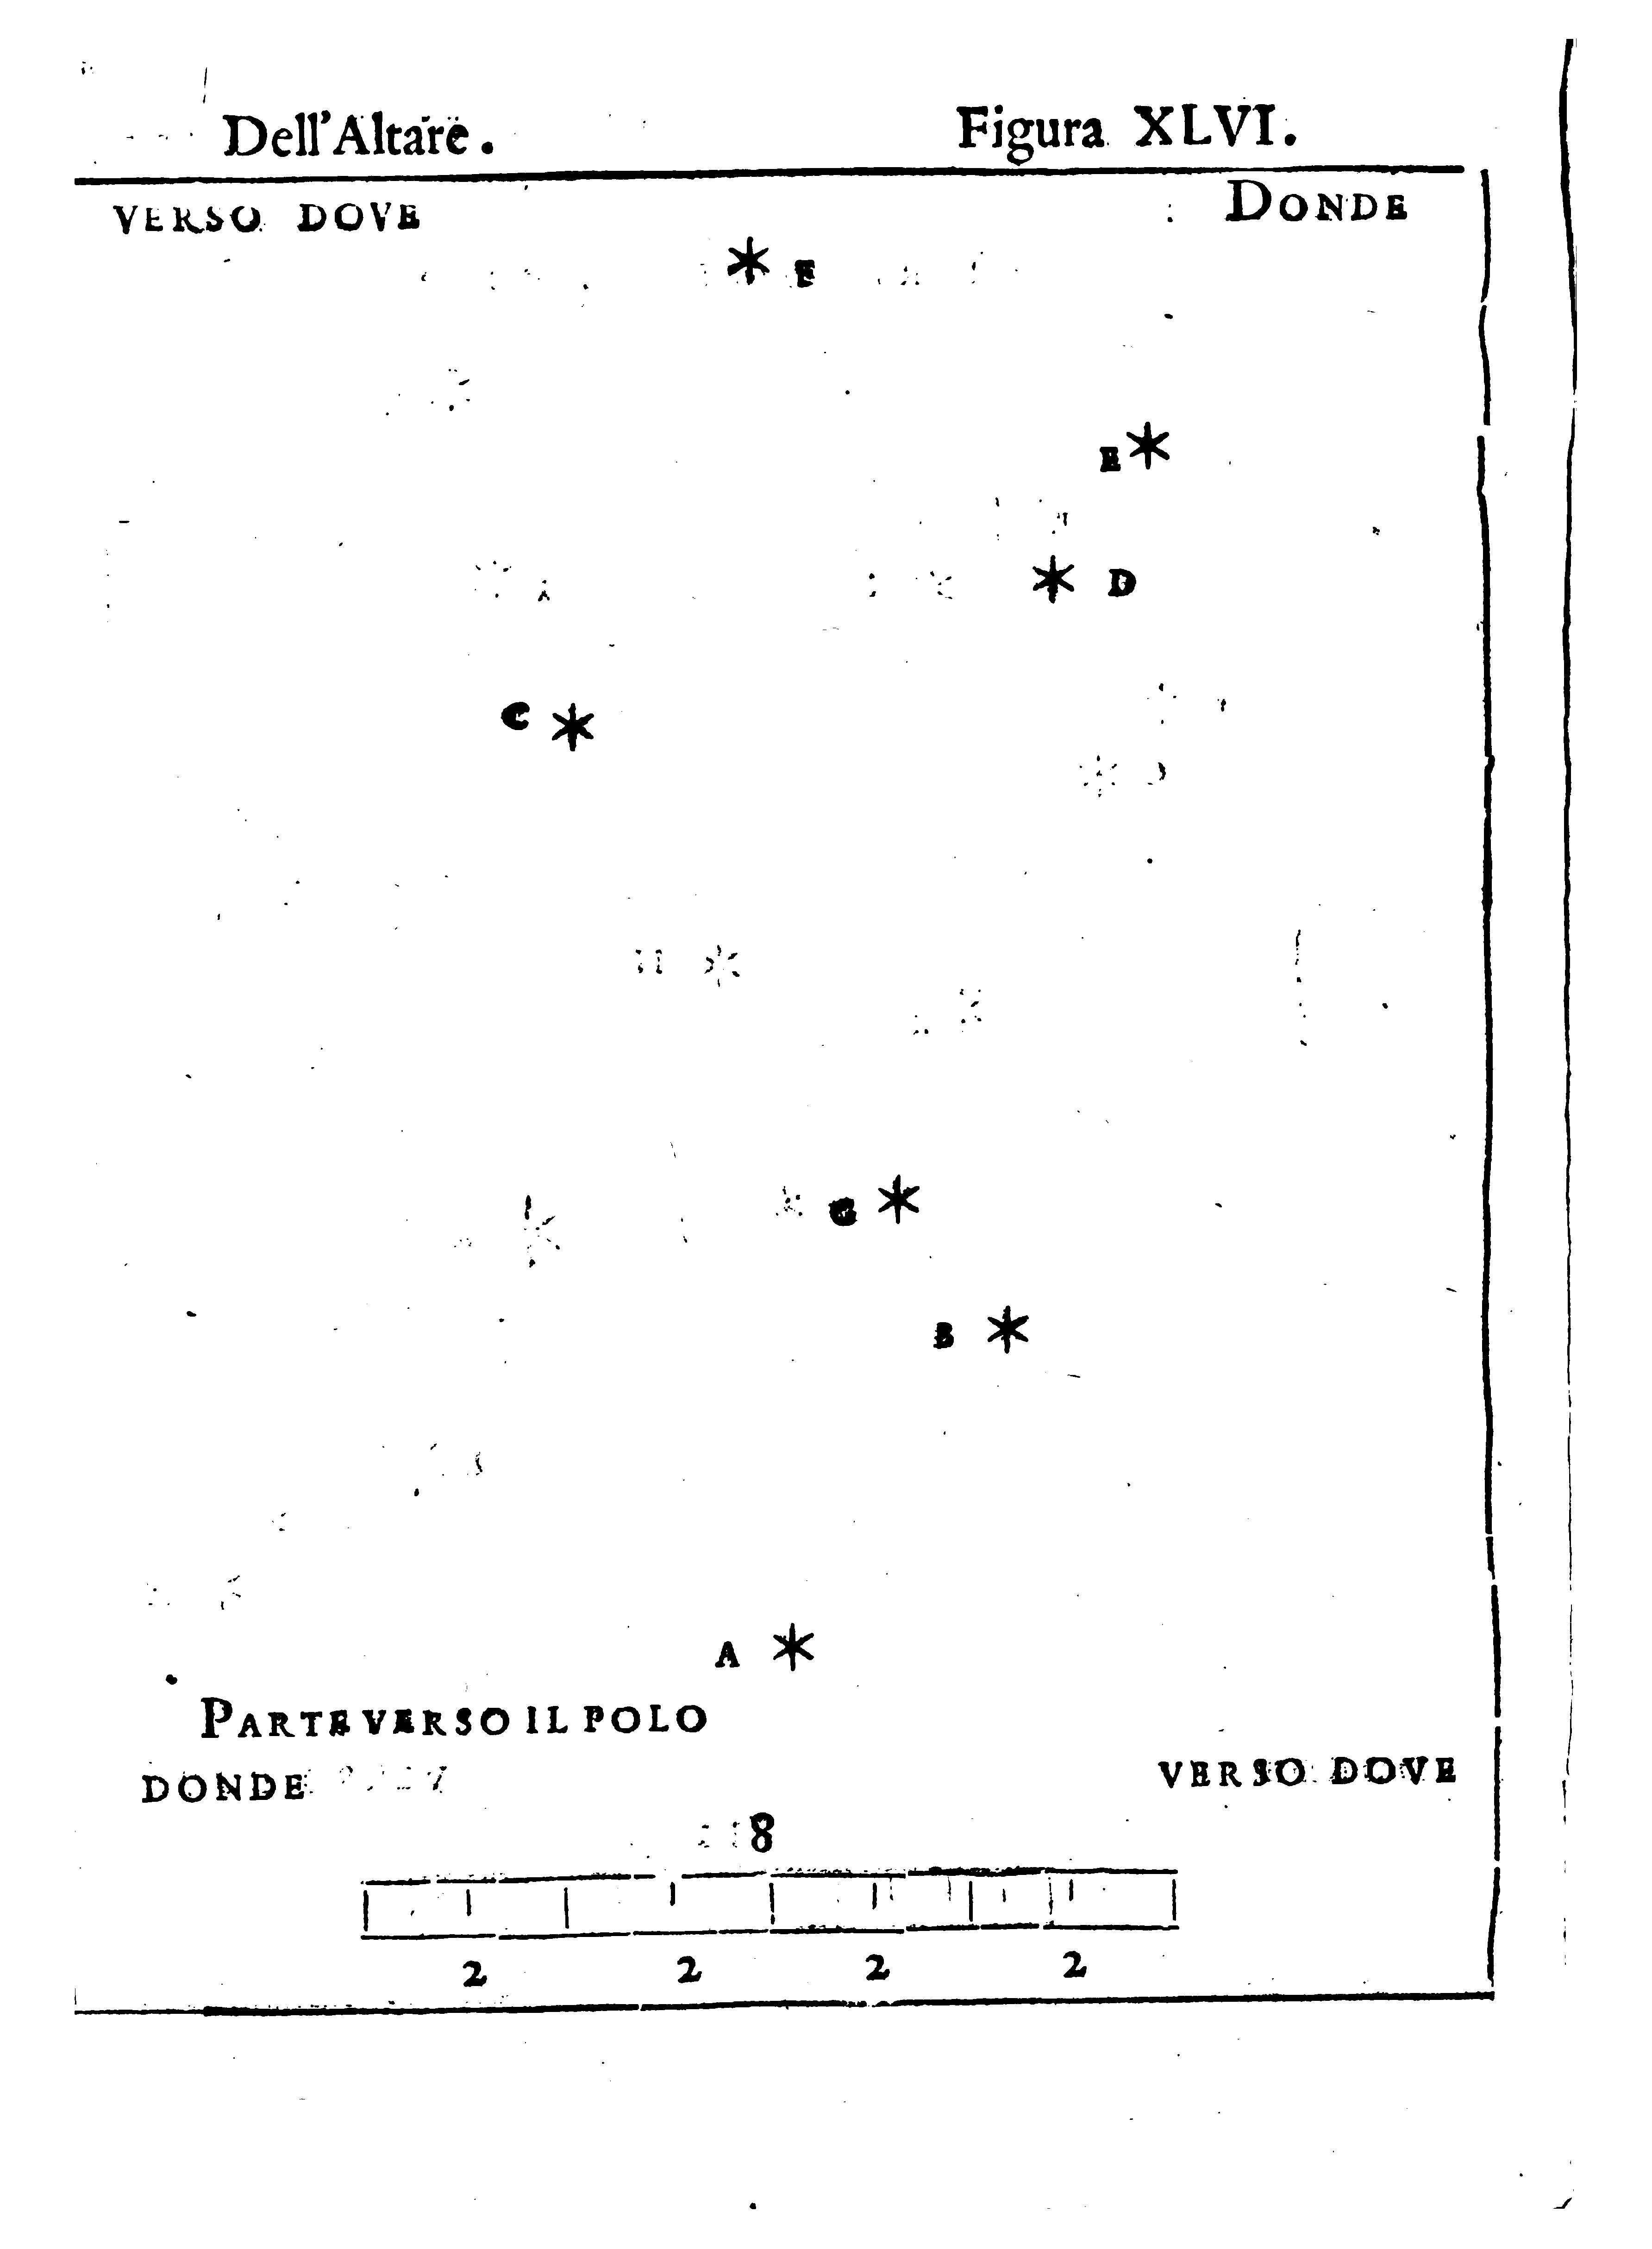 Dell'Altare. Figura XLVI.
VERSO DOVE DONDE
F
E
D
C
G
B
A
PARTE VERSO IL POLO
DONDE VERSO DOVE
8
2 2 2 2